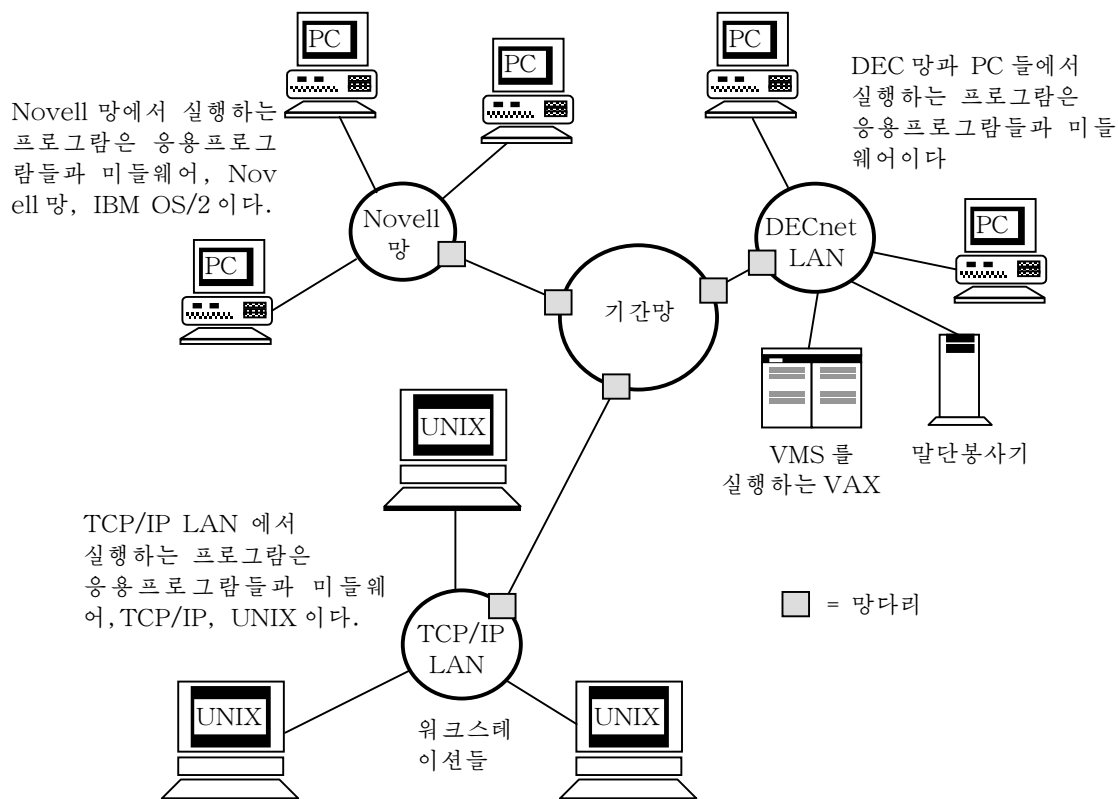 PC
PC
PC
DEC 망과 PC 들에서
실행하는 프로그람은
응용프로그람들과 미들
웨어이다
Novell 망에서 실행하는
프로그람은 응용프로그
람들과 미들웨어, Nov
ell 망, IBM OS/2 이다.
Novell
망
DECnet
LAN
PC
PC
기간망
UNIX
VMS 를
실행하는 VAX
말단봉사기
TCP/IP LAN 에서
실행하는 프로그람은
응용프로그람들과 미들웨
어,TCP/IP, UNIX 이다.
= 망다리
TCP/IP
LAN
UNIX
워크스테
이션들
UNIX